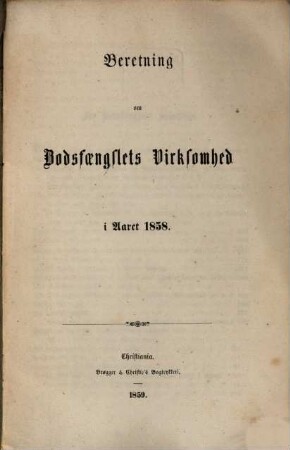 Beretning
om
Bodsfængslets Virksomhed
i Aaret 1858.
Christiania.
Brøgger & Christie's Bogtrykkeri.
1859.